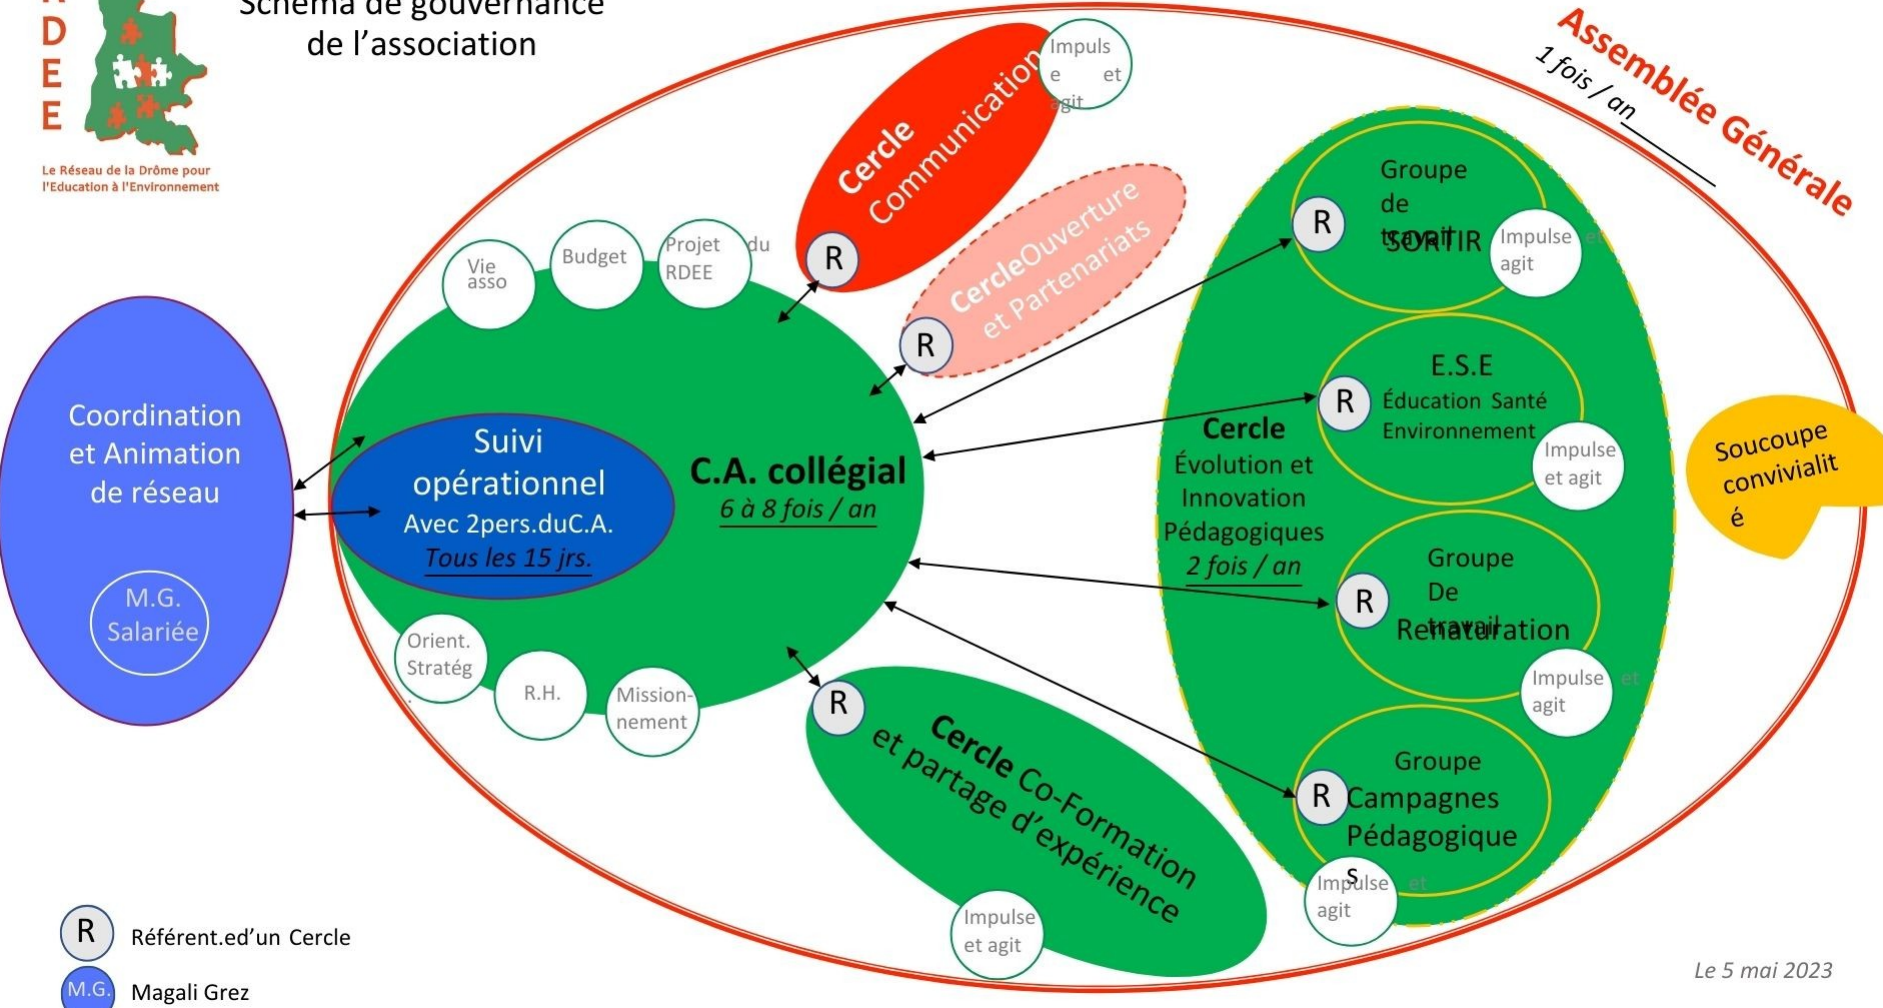 Schéma de gouvernance
de l’association
D
E
E
Le Réseau de la Drôme pour
l'Education à l'Environnement
Assemblée Générale
1 fois / an
Cercle
Communication
Impuls
e et
agit
R
CercleOuverture
et Partenariats
R
Vie
asso
Budget
Projet du
RDEE
Coordination
et Animation
de réseau
M.G.
Salariée
Suivi
opérationnel
Avec 2pers.duC.A.
Tous les 15 jrs.
C.A. collégial
6 à 8 fois / an
Orient.
Stratég
.
R.H.
Mission-
nement
R
Cercle Co-Formation
et partage d’expérience
Impulse
et agit
Cercle
Évolution et
Innovation
Pédagogiques
2 fois / an
R
Groupe
de
travail
SORTIR
Impulse et
agit
R
E.S.E
Éducation Santé
Environnement
Impulse
et agit
R
Groupe
De
travail
Renaturation
Impulse et
agit
R
Groupe
Campagnes
Pédagogique
s
Impulse et
agit
Soucoupe
convivialit
é
R
Référent.ed’un Cercle
M.G.
Magali Grez
Le 5 mai 2023